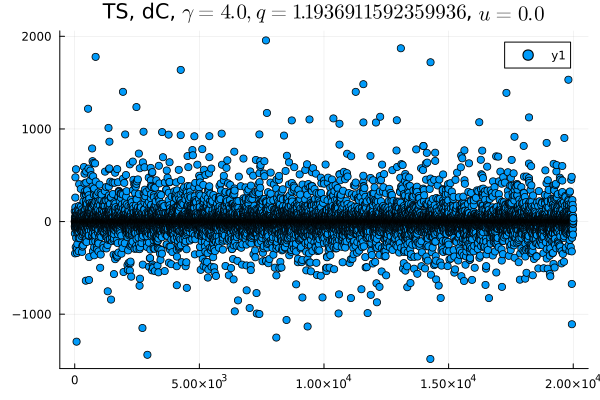 TS, dC, γ = 4.0, q = 1.1936911592359936, u = 0.0
2000
y1
1000
0
−1000
0 5.00×10³ 1.00×10⁴ 1.50×10⁴ 2.00×10⁴